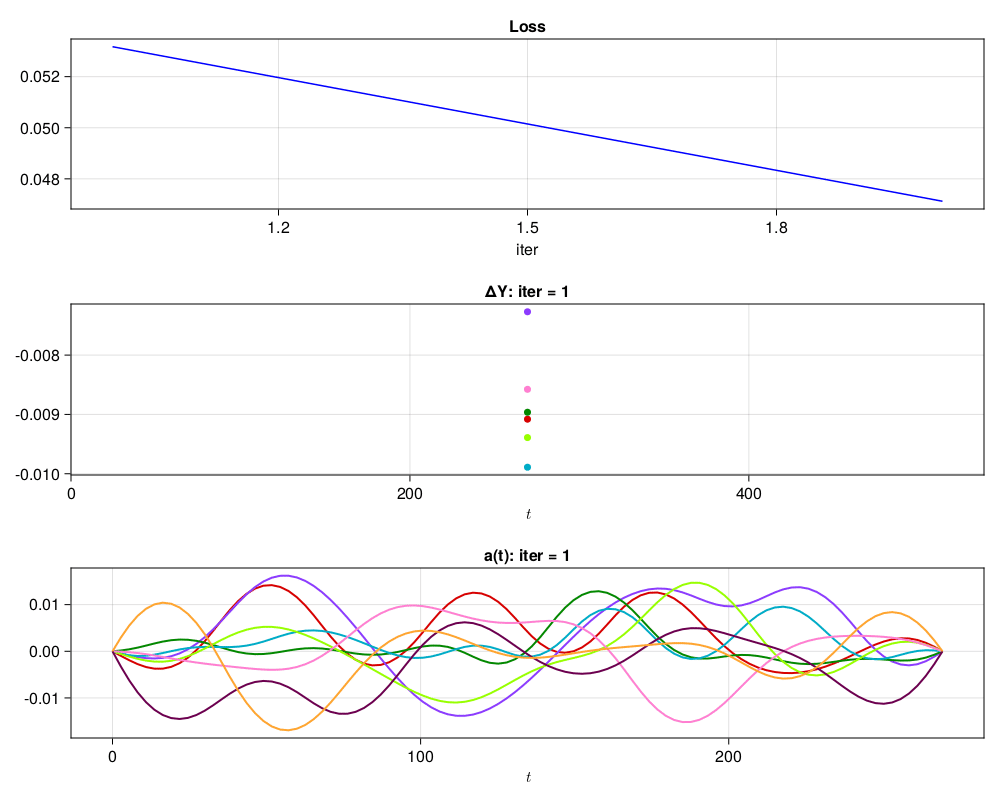 Loss
0.052
0.050
0.048
1.2 1.5 1.8
iter
ΔY: iter = 1
-0.008
-0.009
-0.010
0 200 400
t
a(t): iter = 1
0.01
0.00
-0.01
0 100 200
t